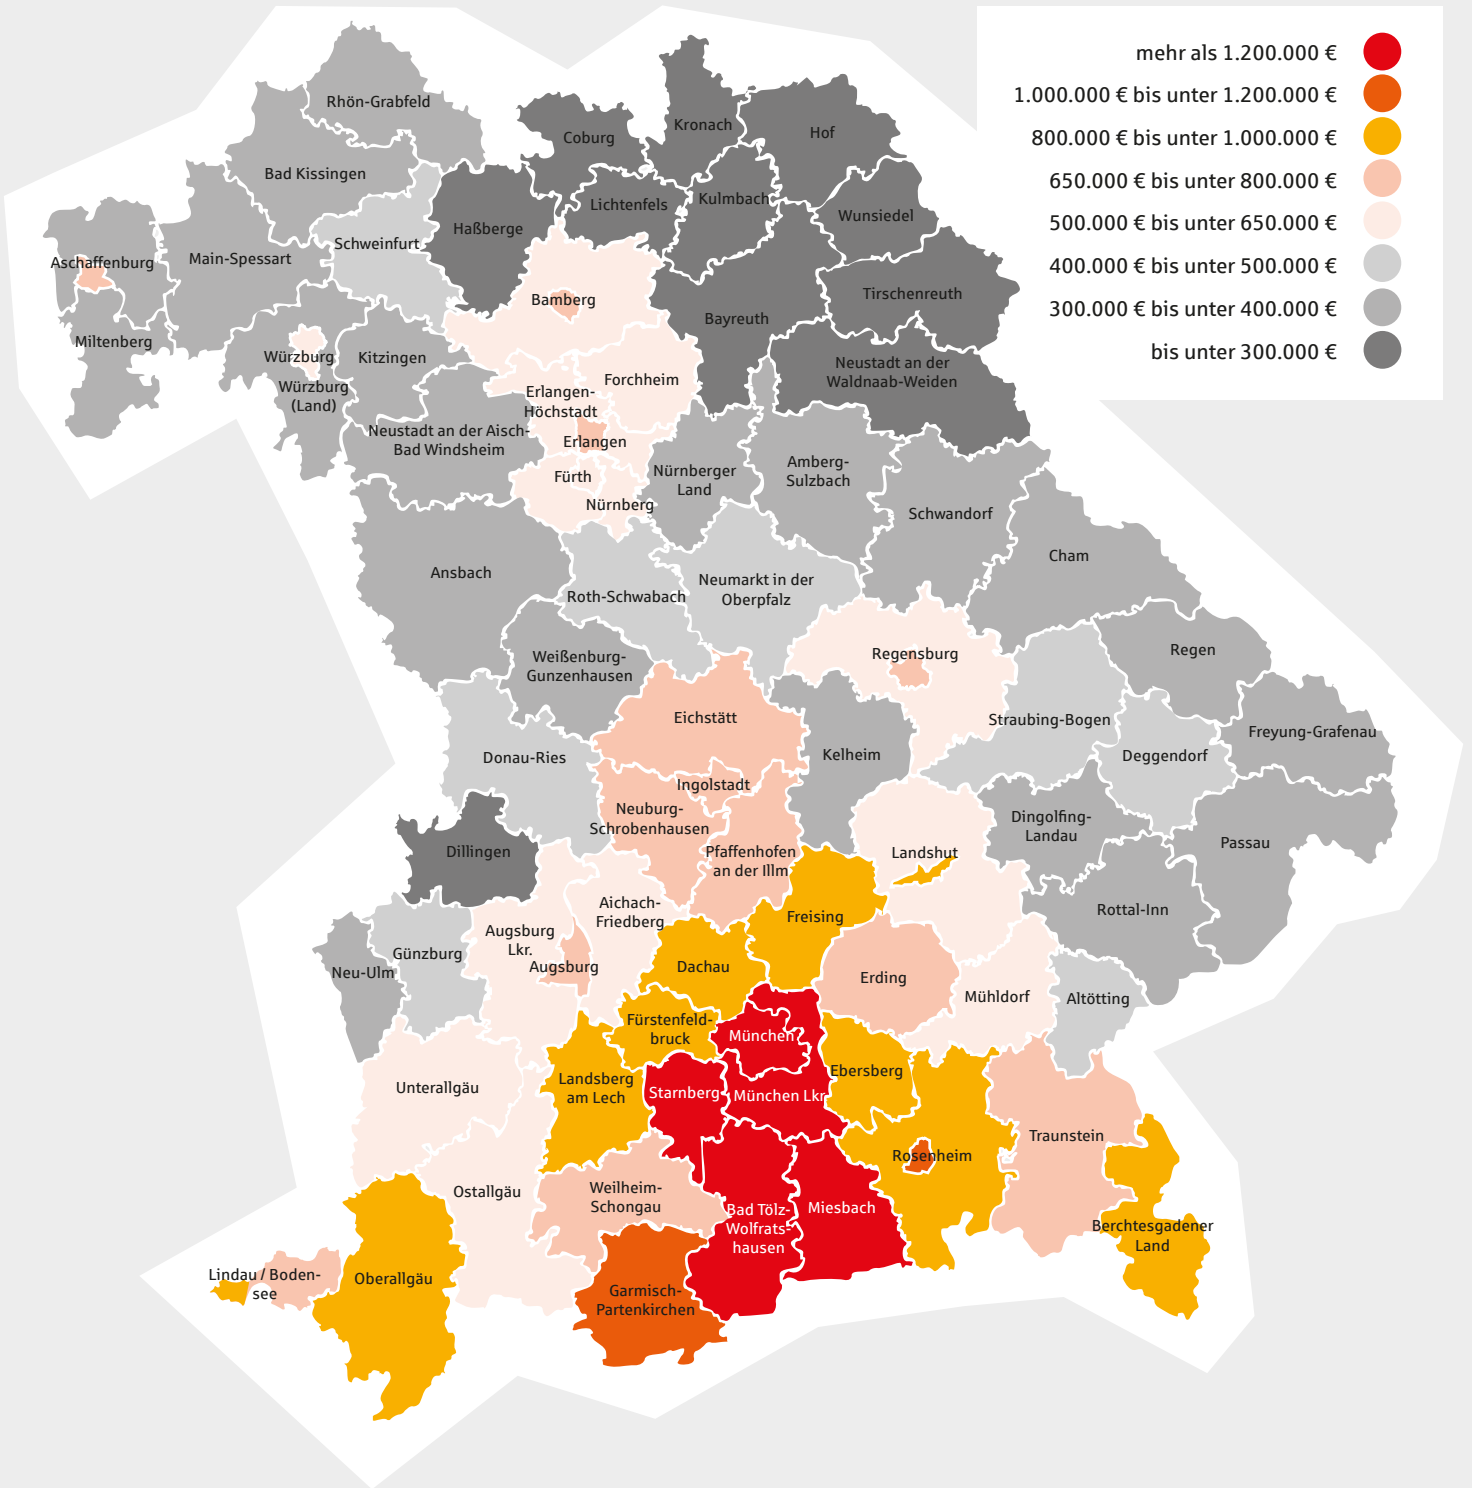 mehr als 1.200.000 €
1.000.000 € bis unter 1.200.000 €
800.000 € bis unter 1.000.000 €
650.000 € bis unter 800.000 €
500.000 € bis unter 650.000 €
400.000 € bis unter 500.000 €
300.000 € bis unter 400.000 €
bis unter 300.000 €
Rhön-Grabfeld
Coburg
Kronach
Hof
Bad Kissingen
Lichtenfels
Kulmbach
Wunsiedel
Haßberge
Schweinfurt
Main-Spessart
Aschaffenburg
Bamberg
Tirschenreuth
Bayreuth
Miltenberg
Würzburg
Kitzingen
Würzburg
(Land)
Forchheim
Neustadt an der
Waldnaab-Weiden
Erlangen-
Höchstadt
Neustadt an der Aisch-
Bad Windsheim
Erlangen
Fürth
Nürnberg
Nürnberger
Land
Amberg-
Sulzbach
Schwandorf
Cham
Ansbach
Roth-Schwabach
Neumarkt in der
Oberpfalz
Weißenburg-
Gunzenhausen
Regensburg
Regen
Eichstätt
Straubing-Bogen
Freyung-Grafenau
Donau-Ries
Kelheim
Deggendorf
Ingolstadt
Neuburg-
Schrobenhausen
Dingolfing-
Landau
Passau
Dillingen
Pfaffenhofen
an der Illm
Landshut
Aichach-
Friedberg
Freising
Rottal-Inn
Augsburg
Lkr.
Augsburg
Günzburg
Neu-Ulm
Dachau
Erding
Mühldorf
Altötting
Fürstenfeld-
bruck
München
Ebersberg
Unterallgäu
Landsberg
am Lech
Starnberg
München Lkr.
Traunstein
Rosenheim
Ostallgäu
Weilheim-
Schongau
Bad Tölz-
Wolfrats-
hausen
Miesbach
Berchtesgadener
Land
Lindau / Boden-
see
Oberallgäu
Garmisch-
Partenkirchen